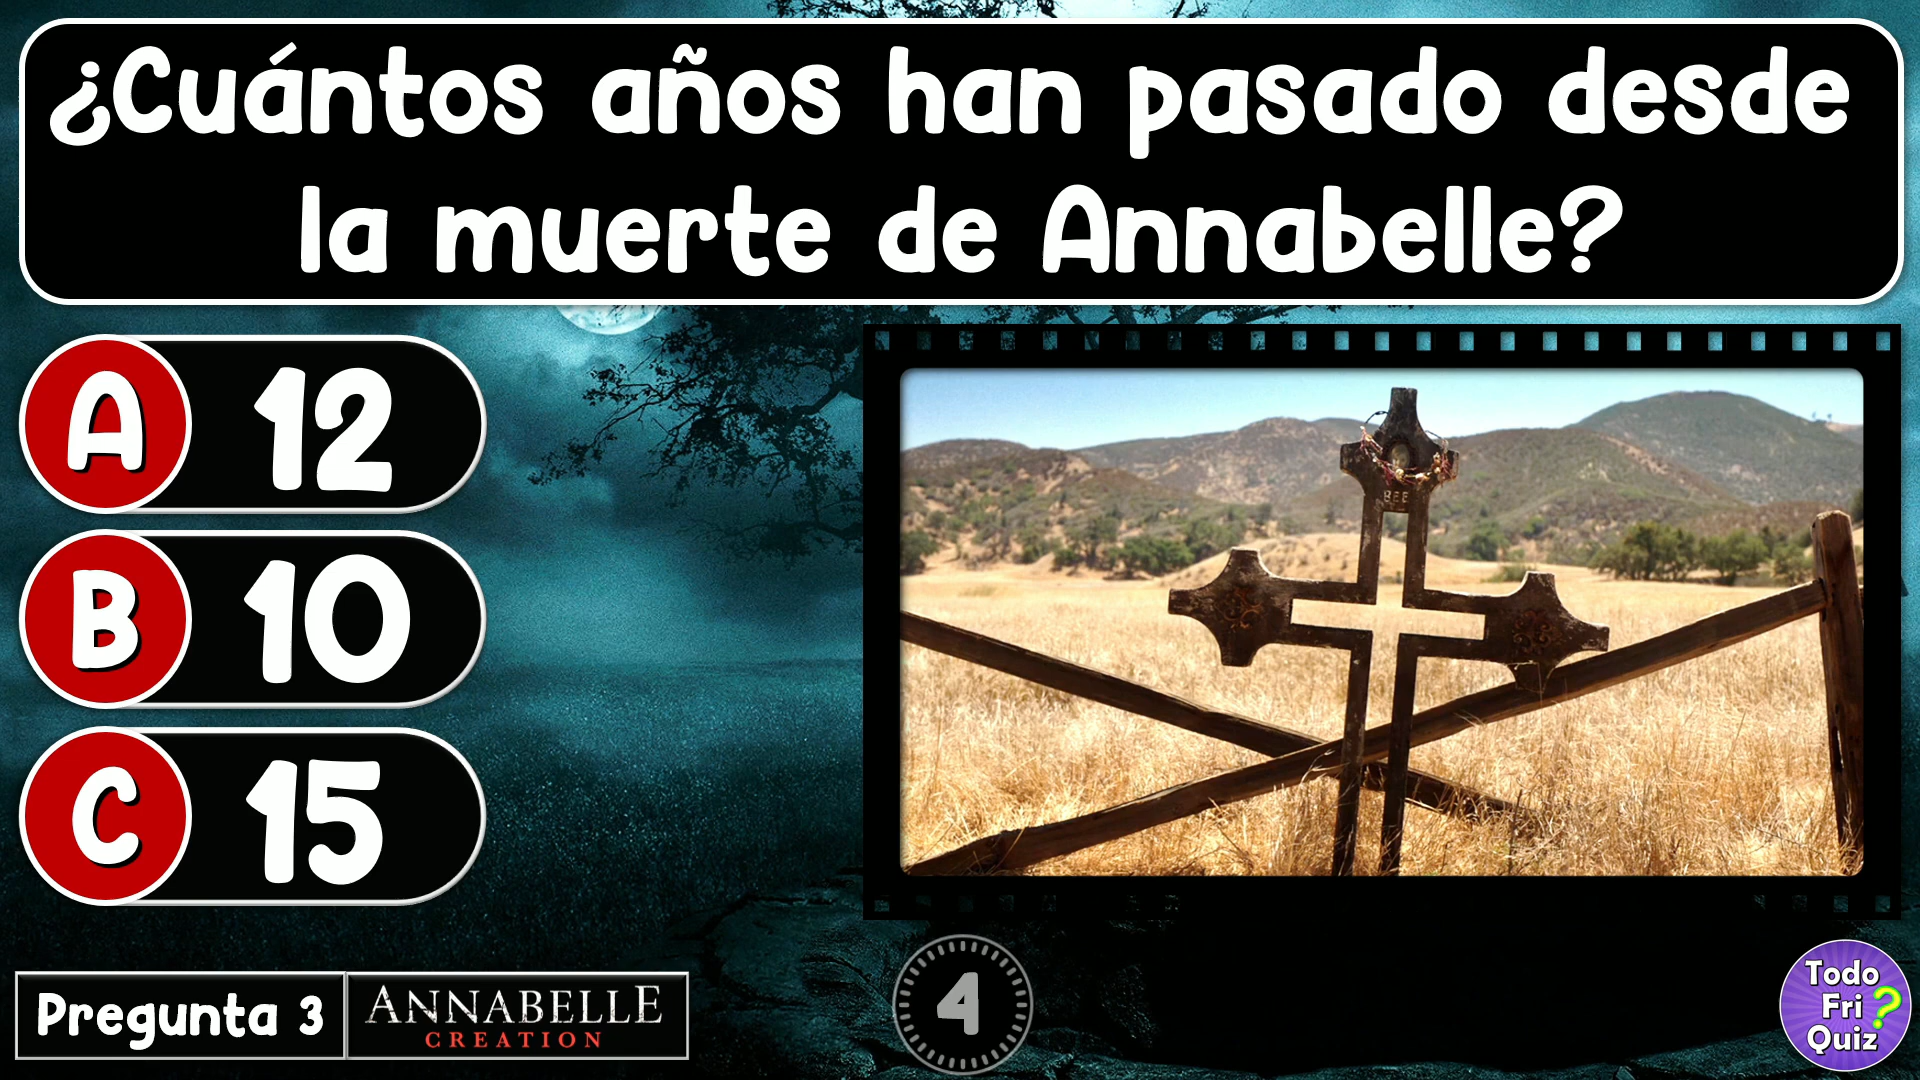 ¿Cuántos años han pasado desde
la muerte de Annabelle?
A 12
B 10
C 15
BEE
Pregunta 3
ANNABELLE
CREATION
4
Todo
Fri ?
Quiz